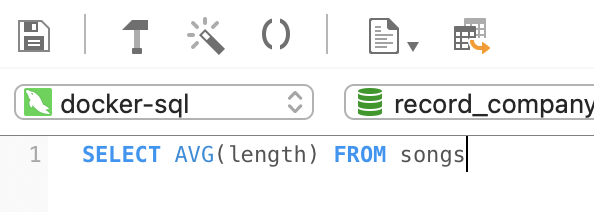 docker-sql
record_company
1 SELECT AVG(length) FROM songs